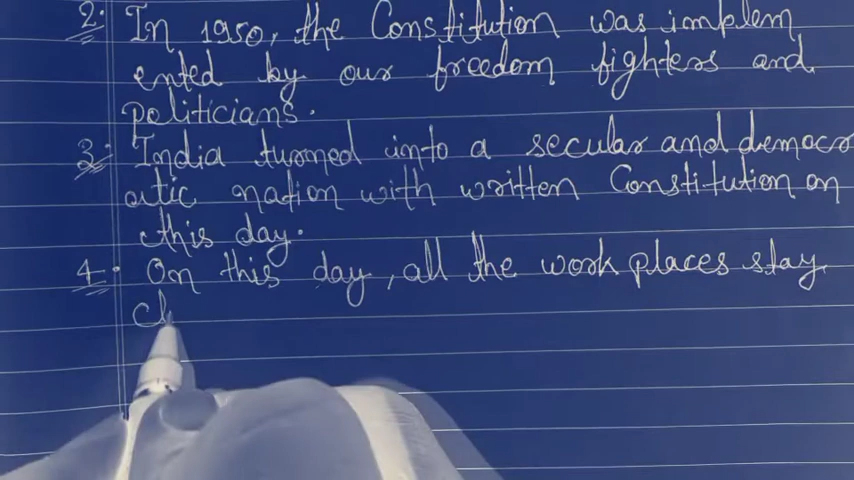 2. In 1950, the Constitution was implem
ented by our freedom fighters and
politicians.
3. India turned into a secular and democr
atic nation with written Constitution on
this day.
4. On this day, all the work places stay
cl